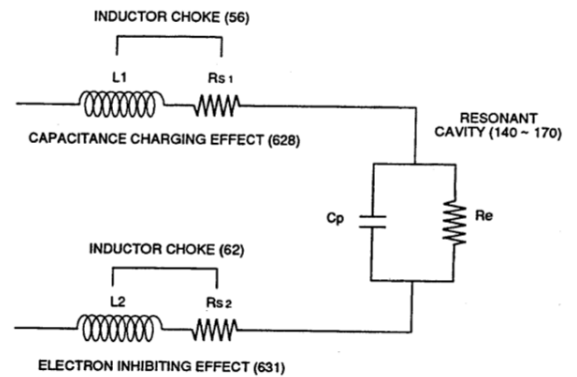 INDUCTOR CHOKE (56)
L1
Rs1
CAPACITANCE CHARGING EFFECT (628)
RESONANT
CAVITY (140 ~ 170)
Cp
Re
INDUCTOR CHOKE (62)
L2
Rs2
ELECTRON INHIBITING EFFECT (631)